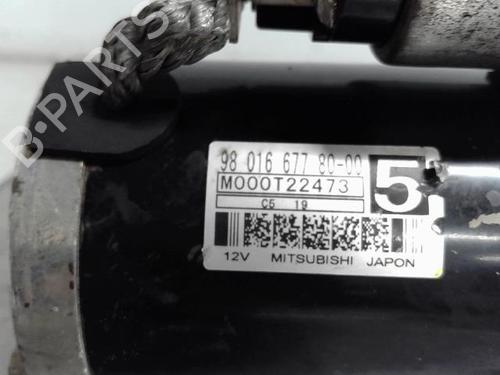 98 016 677 80-00
M000T22473
5
C5 19
12V MITSUBISHI JAPON
B-PARTS